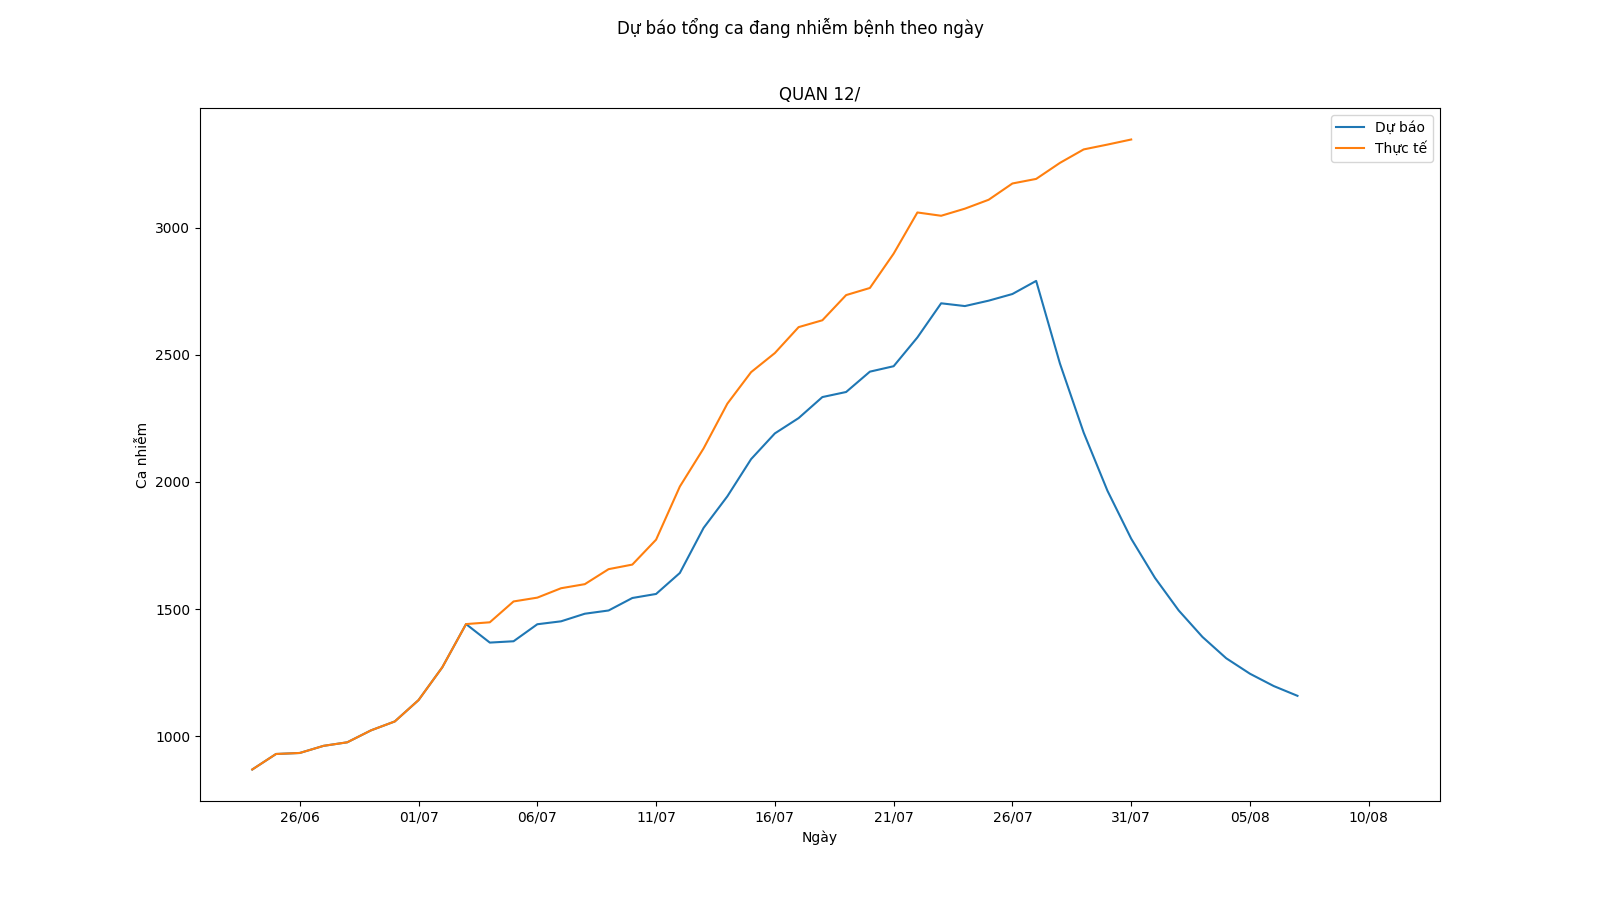 Dự báo tổng ca đang nhiễm bệnh theo ngày
QUAN 12/
Dự báo
Thực tế
Ca nhiễm
3000
2500
2000
1500
1000
26/06
01/07
06/07
11/07
16/07
21/07
26/07
31/07
05/08
10/08
Ngày